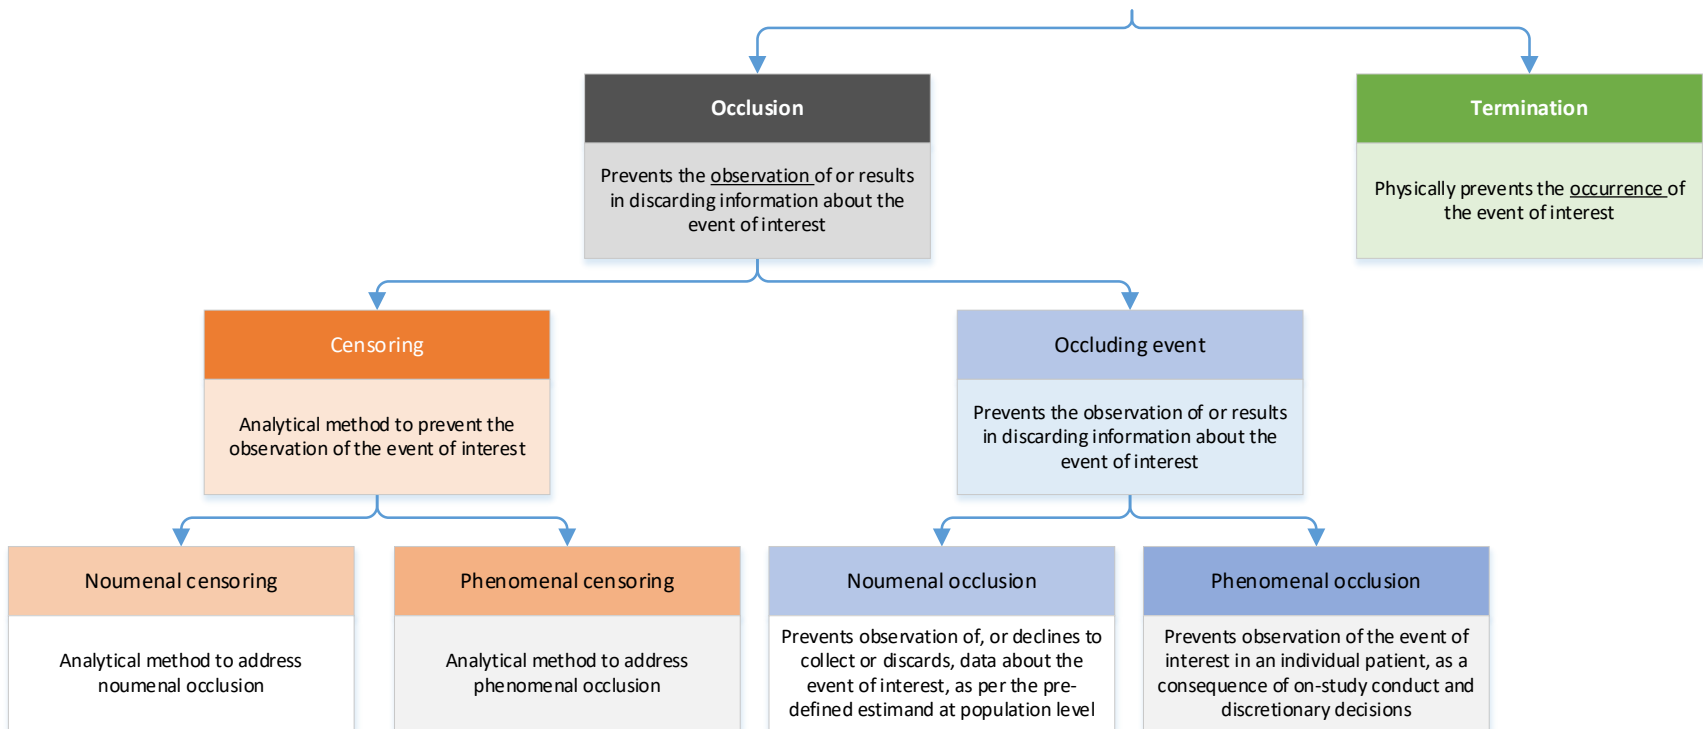 Occlusion
Prevents the observation of or results
in discarding information about the
event of interest
Termination
Physically prevents the occurrence of
the event of interest
Censoring
Analytical method to prevent the
observation of the event of interest
Occluding event
Prevents the observation of or results
in discarding information about the
event of interest
Noumenal censoring
Analytical method to address
noumenal occlusion
Phenomenal censoring
Analytical method to address
phenomenal occlusion
Noumenal occlusion
Prevents observation of, or declines to
collect or discards, data about the
event of interest, as per the pre-
defined estimand at population level
Phenomenal occlusion
Prevents observation of the event of
interest in an individual patient, as a
consequence of on-study conduct and
discretionary decisions